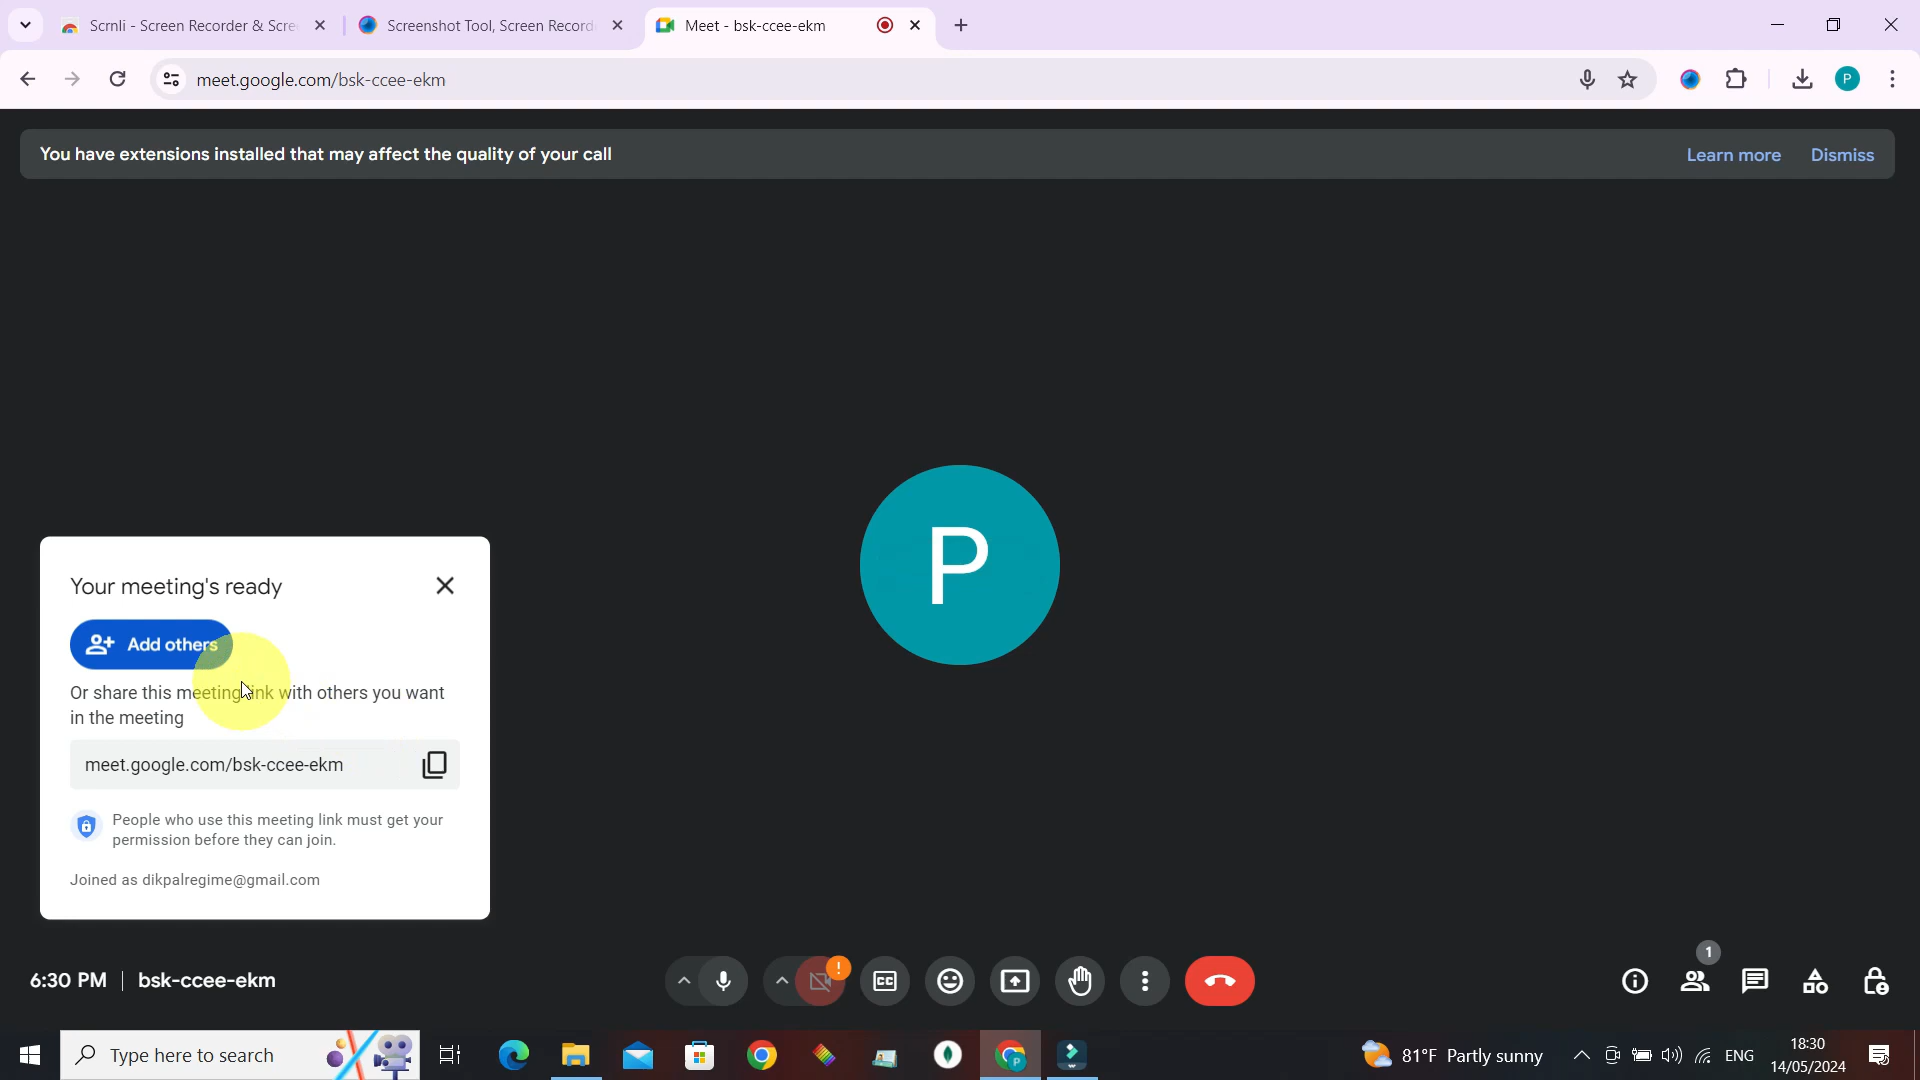 Scrnli - Screen Recorder & Scre
Screenshot Tool, Screen Record
Meet - bsk-ccee-ekm
meet.google.com/bsk-ccee-ekm
P
You have extensions installed that may affect the quality of your call
Learn more
Dismiss
P
Your meeting's ready
Add others
Or share this meeting link with others you want
in the meeting
meet.google.com/bsk-ccee-ekm
People who use this meeting link must get your
permission before they can join.
Joined as dikpalregime@gmail.com
6:30 PM | bsk-ccee-ekm
!
CC
1
Type here to search
P
81°F Partly sunny
ENG
18:30
14/05/2024